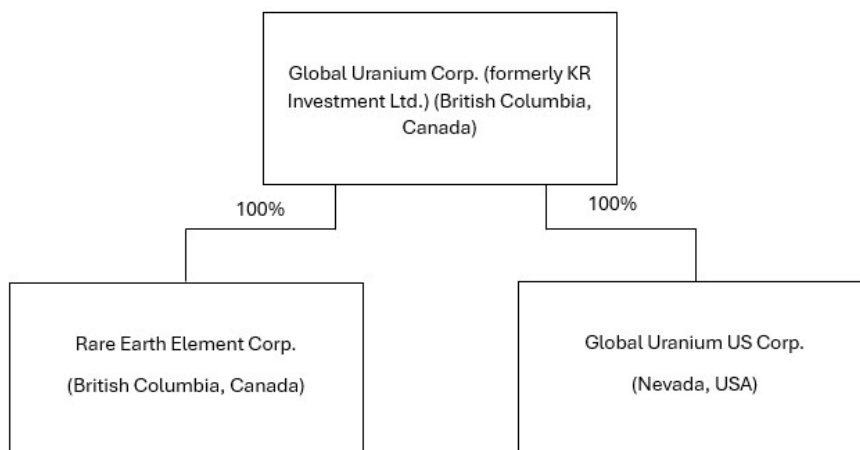 Global Uranium Corp. (formerly KR
Investment Ltd.) (British Columbia,
Canada)
100%
100%
Rare Earth Element Corp.
(British Columbia, Canada)
Global Uranium US Corp.
(Nevada, USA)